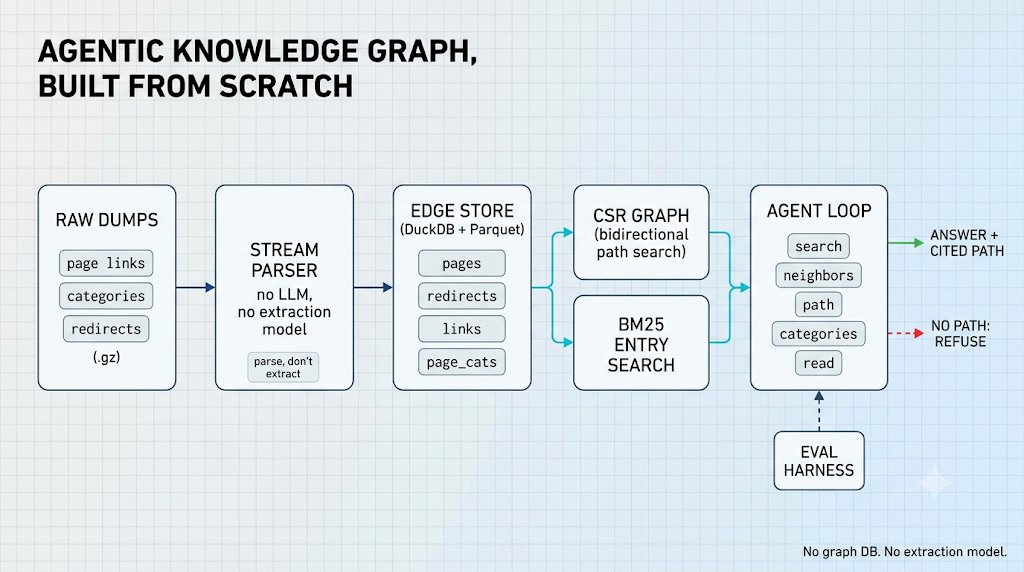 AGENTIC KNOWLEDGE GRAPH,
BUILT FROM SCRATCH
RAW DUMPS
page links
categories
redirects
(.gz)
STREAM
PARSER
no LLM,
no extraction
model
parse, don't
extract
EDGE STORE
(DuckDB + Parquet)
pages
redirects
links
page_cats
CSR GRAPH
(bidirectional
path search)
BM25
ENTRY
SEARCH
AGENT LOOP
search
neighbors
path
categories
read
ANSWER +
CITED PATH
NO PATH:
REFUSE
EVAL
HARNESS
No graph DB. No extraction model.